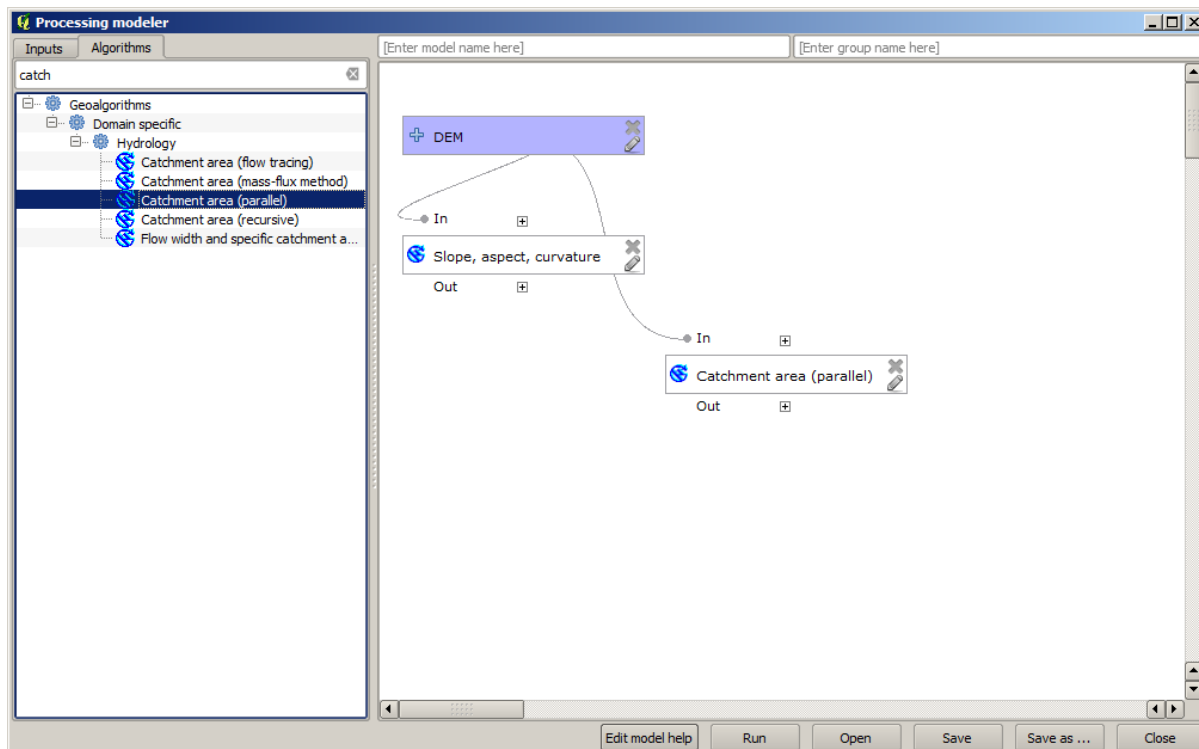 Processing modeler
Inputs
Algorithms
[Enter model name here]
[Enter group name here]
catch
Geoalgorithms
Domain specific
Hydrology
Catchment area (flow tracing)
Catchment area (mass-flux method)
Catchment area (parallel)
Catchment area (recursive)
Flow width and specific catchment a...
DEM
In
Slope, aspect, curvature
Out
In
Catchment area (parallel)
Out
Edit model help
Run
Open
Save
Save as ...
Close